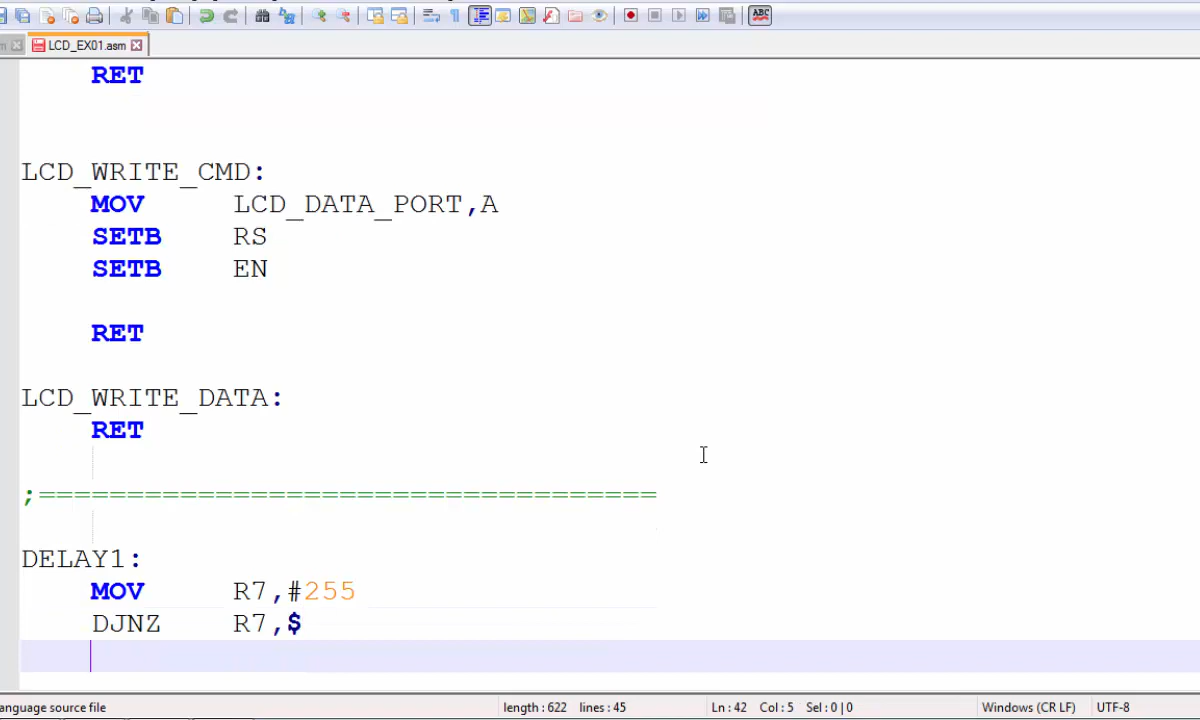 LCD_EX01.asm
ABC
RET
LCD_WRITE_CMD:
MOV LCD_DATA_PORT,A
SETB RS
SETB EN
RET
LCD_WRITE_DATA:
RET
;===================================
DELAY1:
MOV R7,#255
DJNZ R7,$
anguage source file length : 622 lines : 45 Ln : 42 Col : 5 Sel : 0 | 0 Windows (CR LF) UTF-8